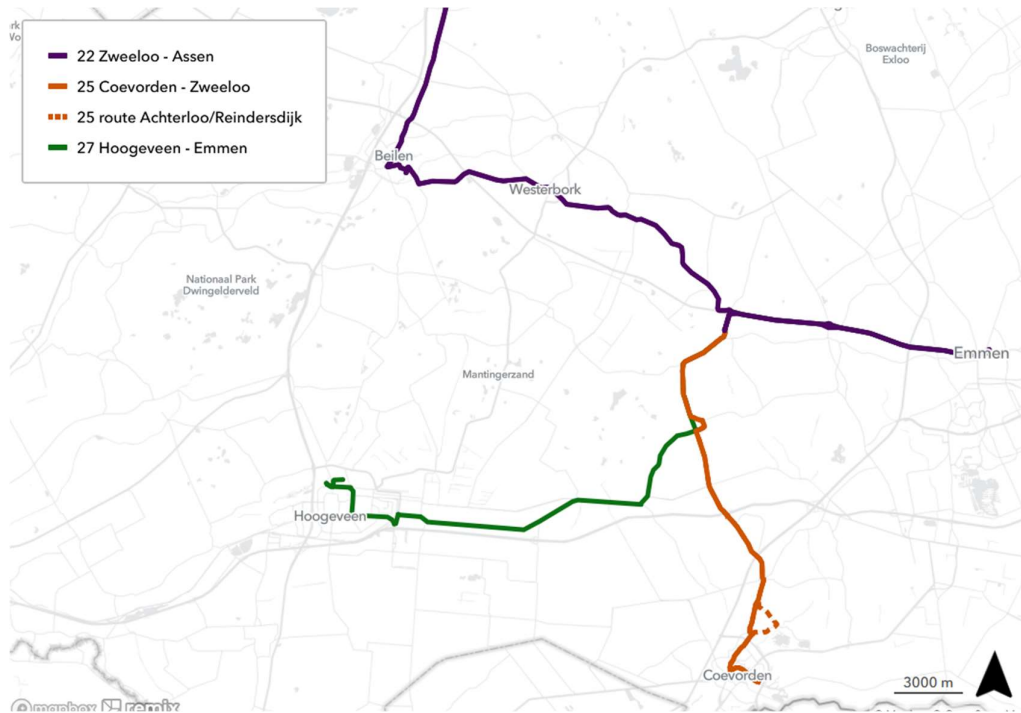 22 Zweeloo - Assen
25 Coevorden - Zweeloo
25 route Achterloo/Reindersdijk
27 Hoogeveen - Emmen
Boswachterij
Exloo
Beilen
Westerbork
Nationaal Park
Dwingelderveld
Emmen
Mantingerzand
Hoogeveen
Coevorden
3000 m
mapbox remix